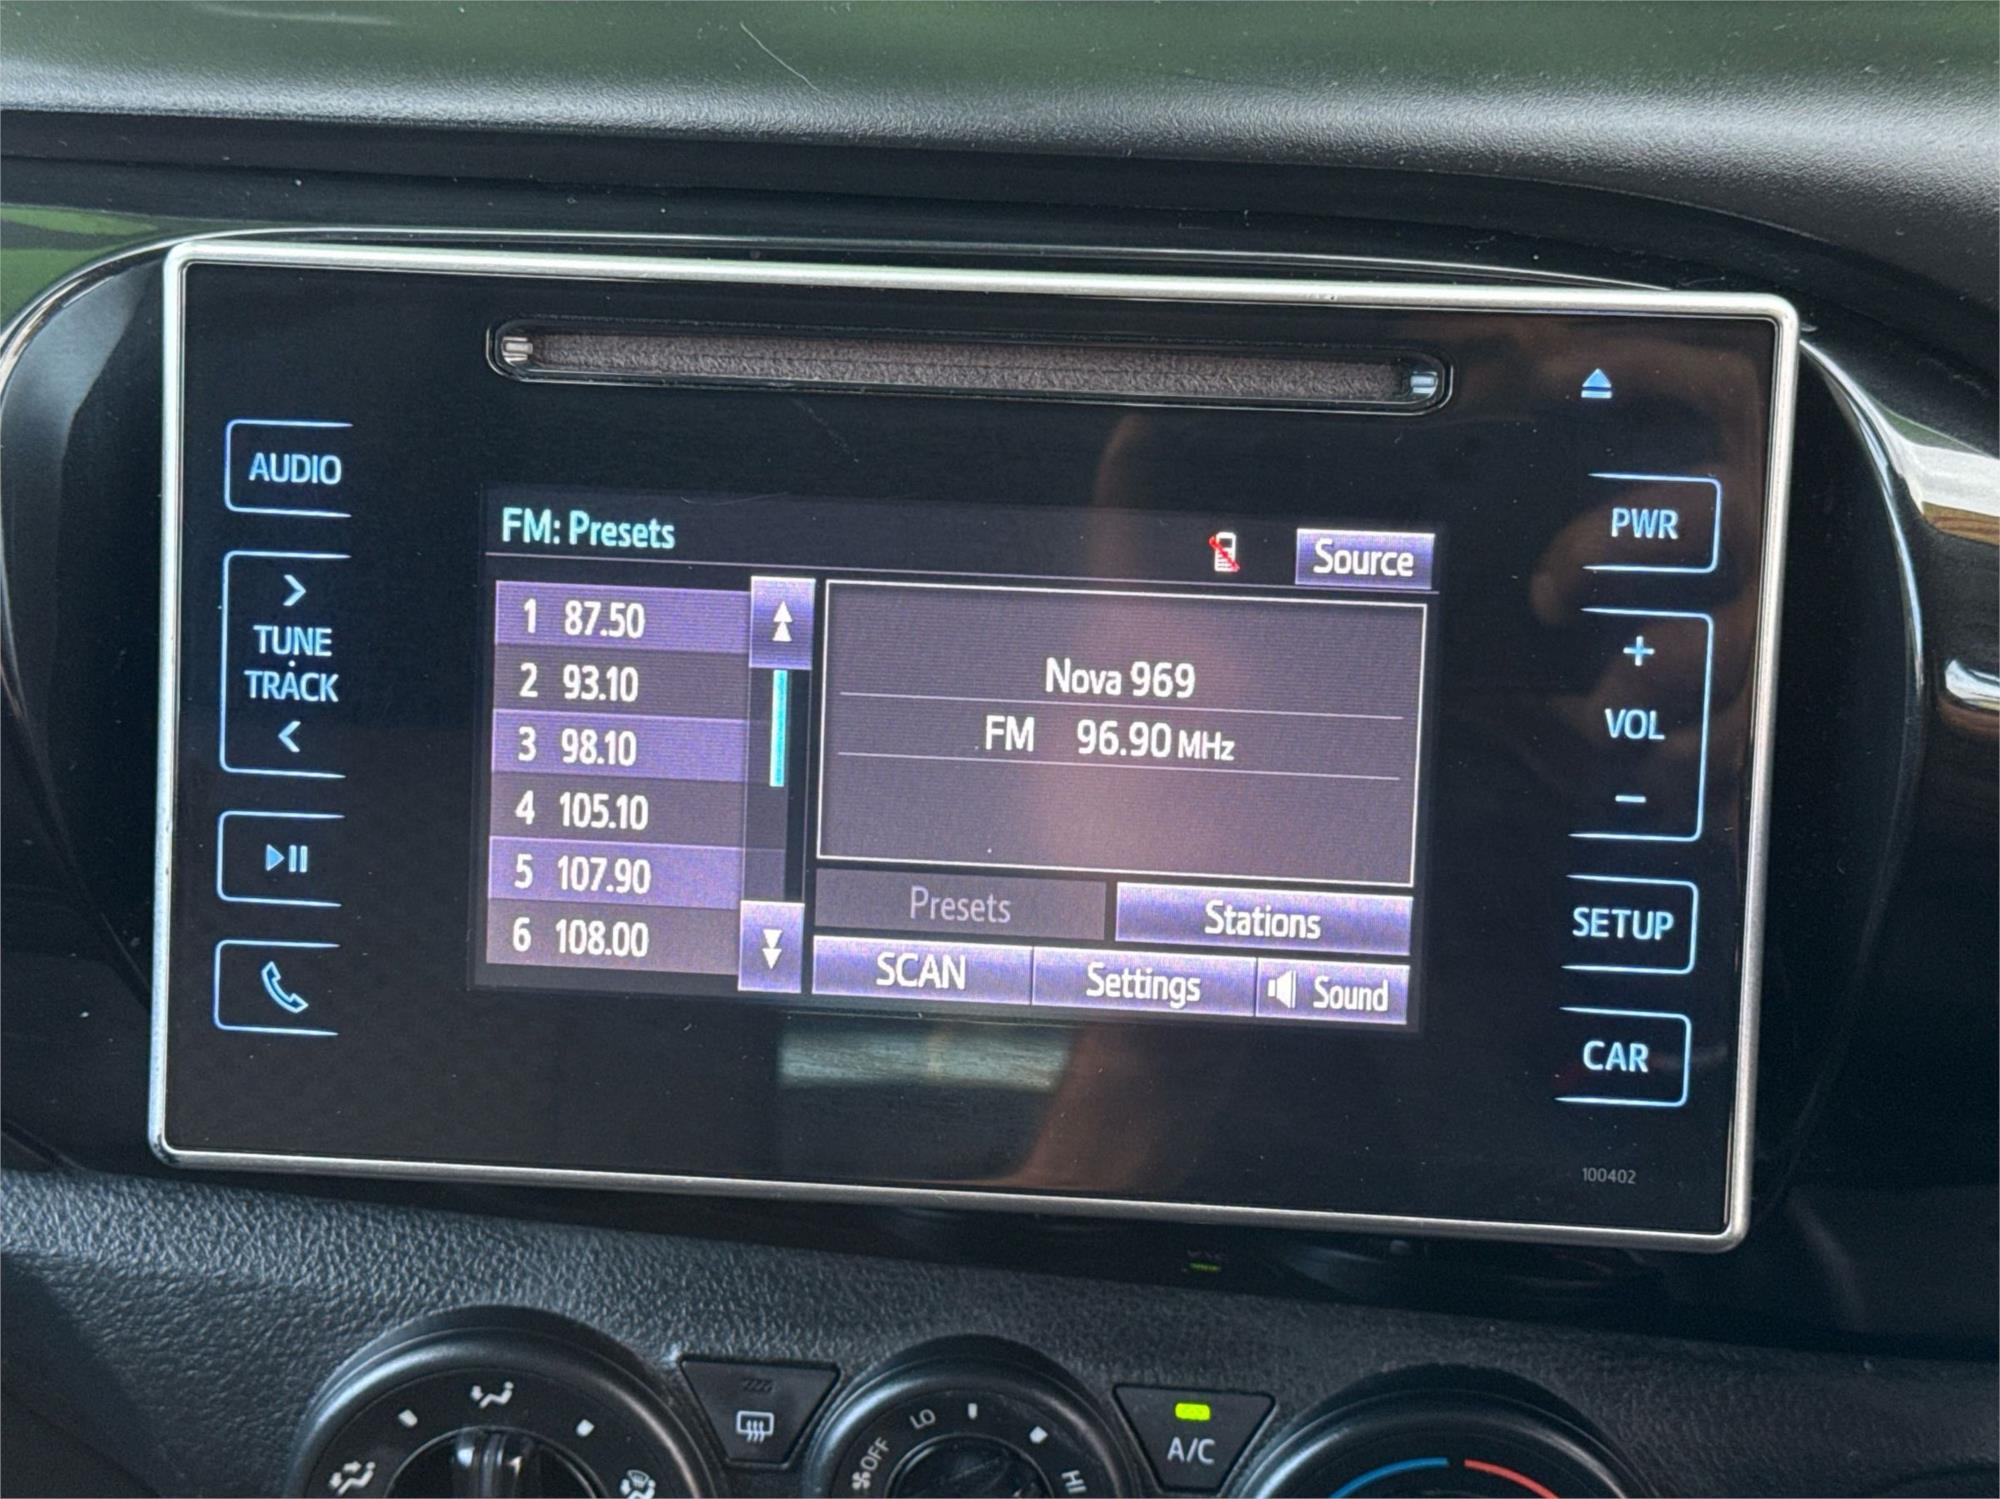 AUDIO
TUNE
TRACK
FM: Presets
Source
1 87.50
2 93.10
3 98.10
4 105.10
5 107.90
6 108.00
Nova 969
FM 96.90 MHz
Presets
Stations
SCAN
Settings
Sound
PWR
+
VOL
−
SETUP
CAR
100402
LO
OFF
HI
A/C